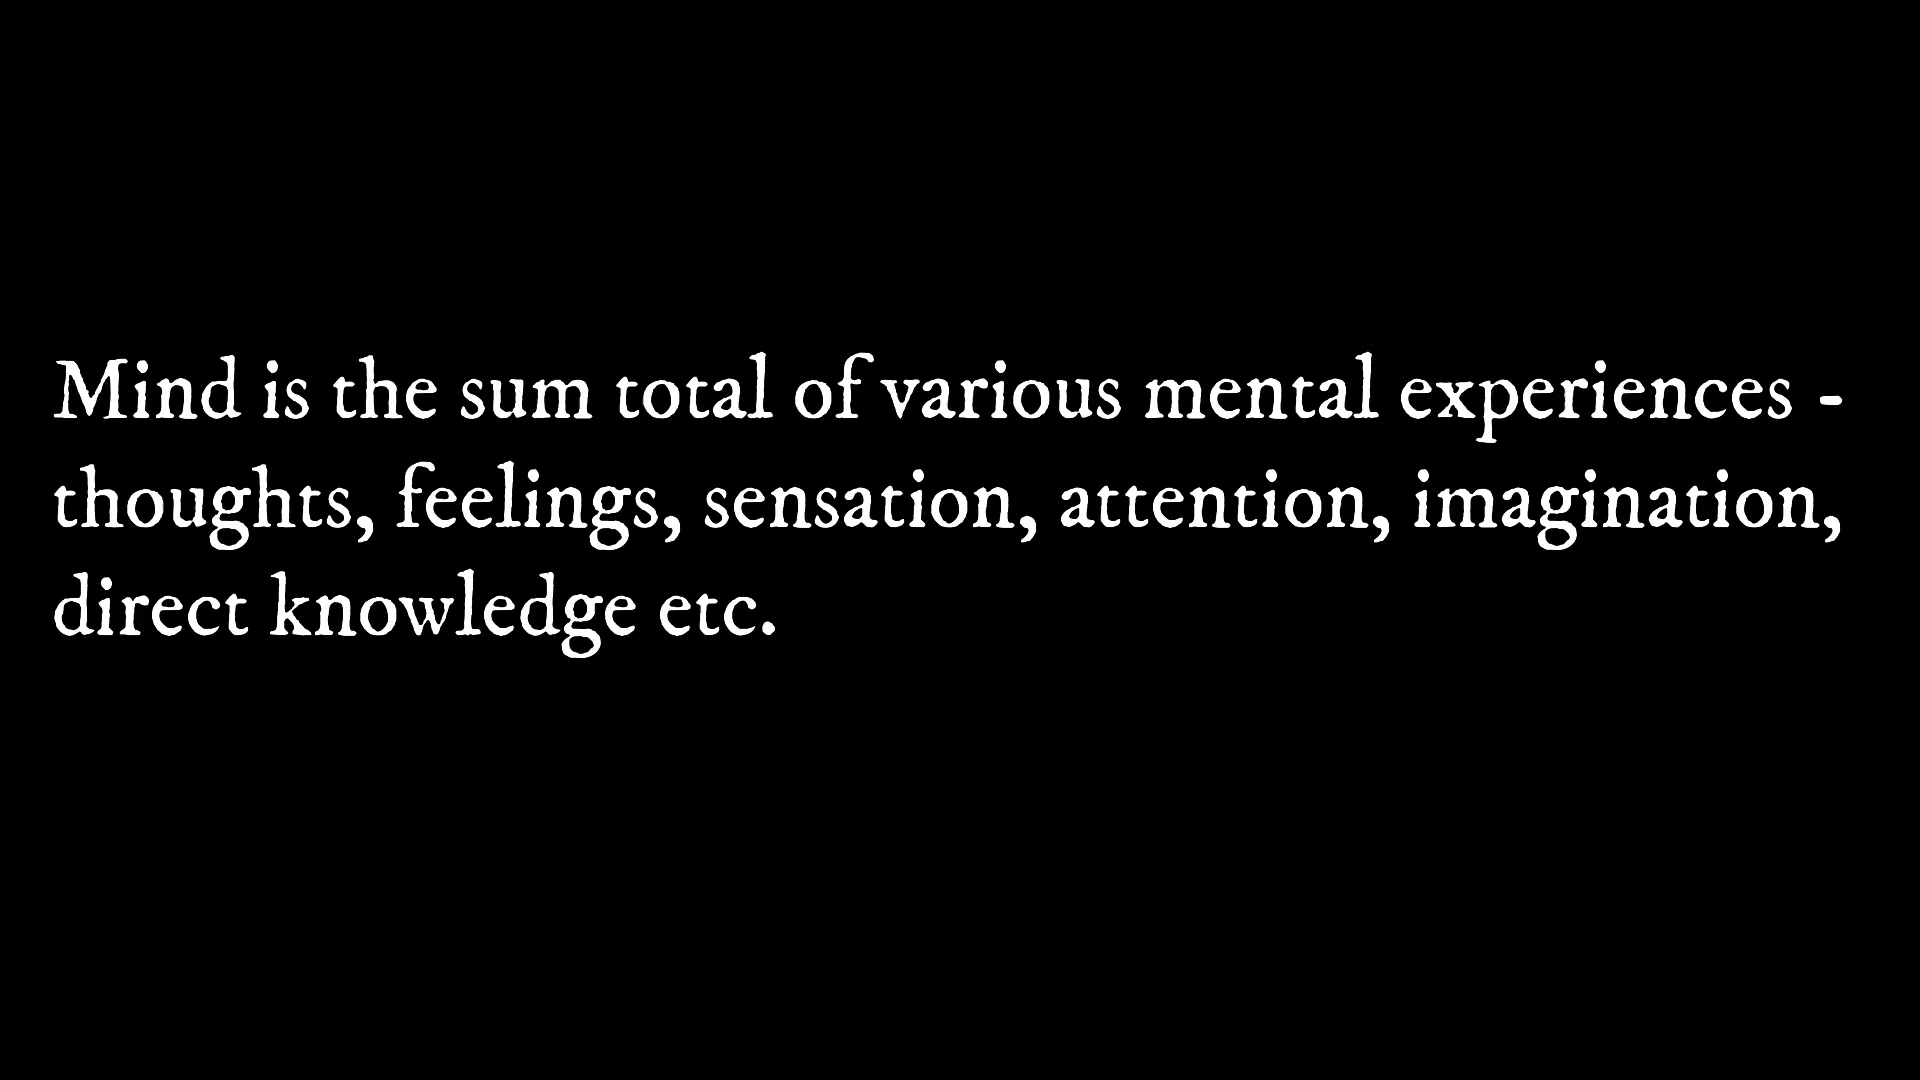 Mind is the sum total of various mental experiences -
thoughts, feelings, sensation, attention, imagination,
direct knowledge etc.